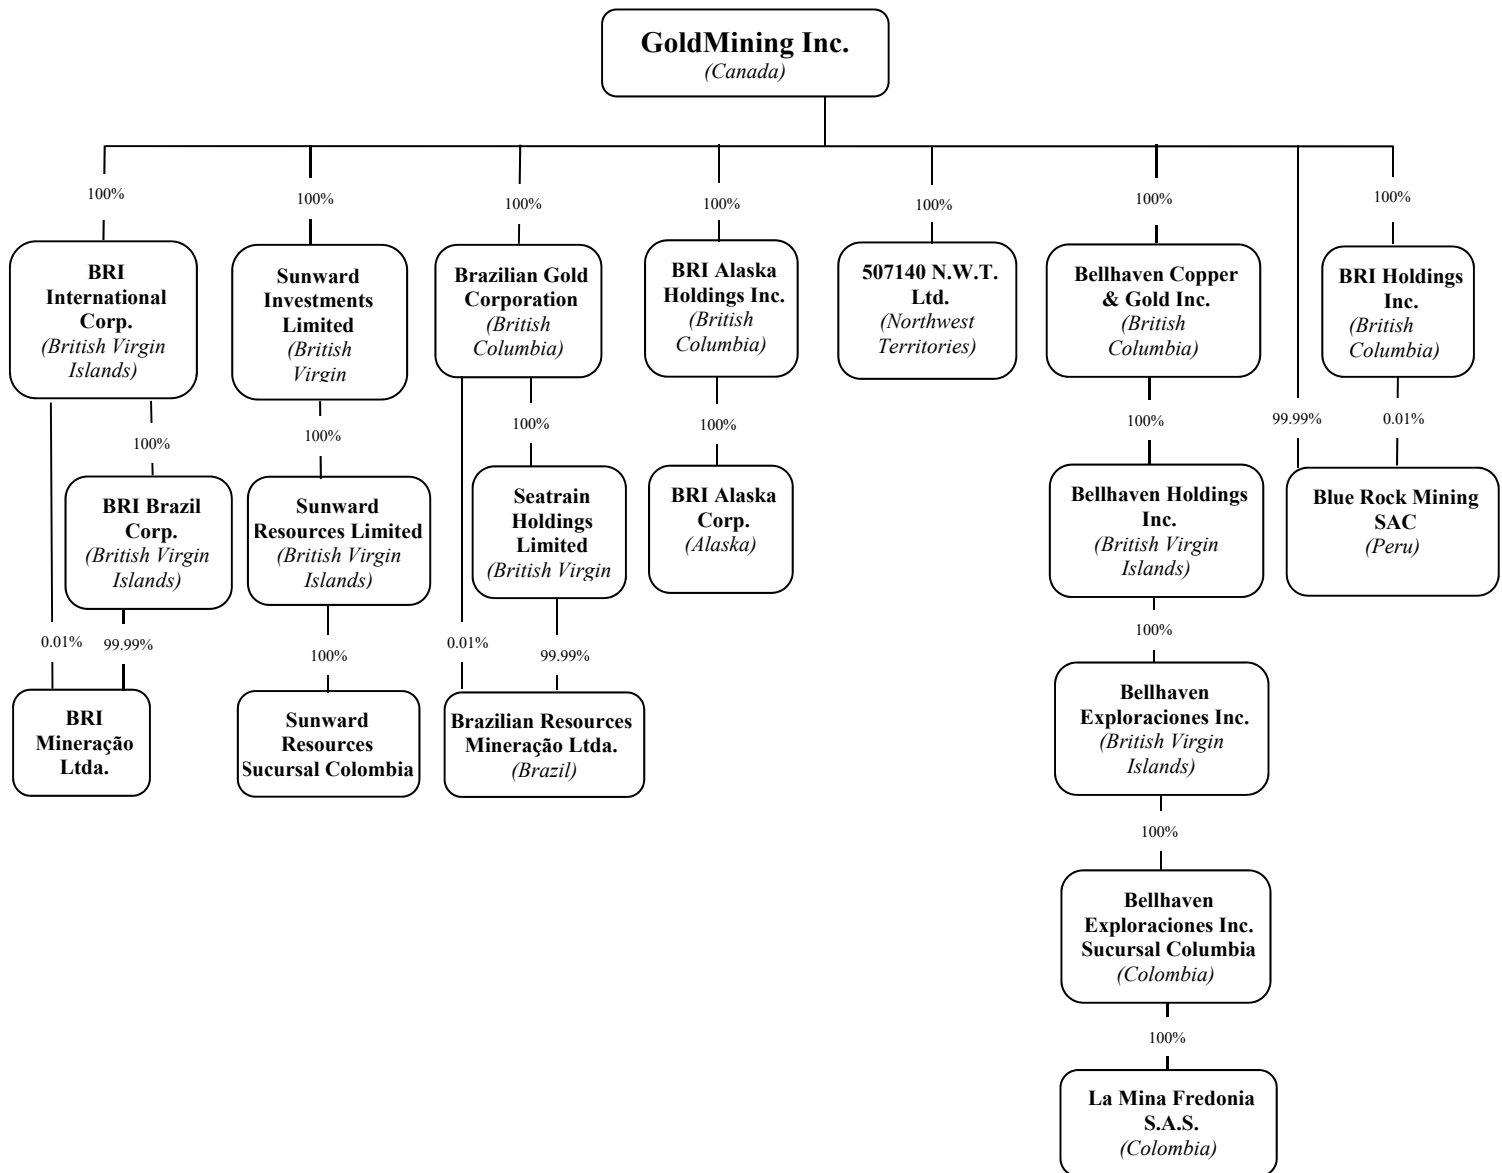 GoldMining Inc.
(Canada)
100%
100%
100%
100%
100%
100%
100%
BRI
International
Corp.
(British Virgin
Islands)
Sunward
Investments
Limited
(British
Virgin
Brazilian Gold
Corporation
(British
Columbia)
BRI Alaska
Holdings Inc.
(British
Columbia)
507140 N.W.T.
Ltd.
(Northwest
Territories)
Bellhaven Copper
& Gold Inc.
(British
Columbia)
BRI Holdings
Inc.
(British
Columbia)
100%
100%
100%
100%
100%
99.99%
0.01%
BRI Brazil
Corp.
(British Virgin
Islands)
Sunward
Resources Limited
(British Virgin
Islands)
Seatrain
Holdings
Limited
(British Virgin
BRI Alaska
Corp.
(Alaska)
Bellhaven Holdings
Inc.
(British Virgin
Islands)
Blue Rock Mining
SAC
(Peru)
0.01%
99.99%
100%
0.01%
99.99%
100%
BRI
Mineração
Ltda.
Sunward
Resources
Sucursal Colombia
Brazilian Resources
Mineração Ltda.
(Brazil)
Bellhaven
Exploraciones Inc.
(British Virgin
Islands)
100%
Bellhaven
Exploraciones Inc.
Sucursal Columbia
(Colombia)
100%
La Mina Fredonia
S.A.S.
(Colombia)